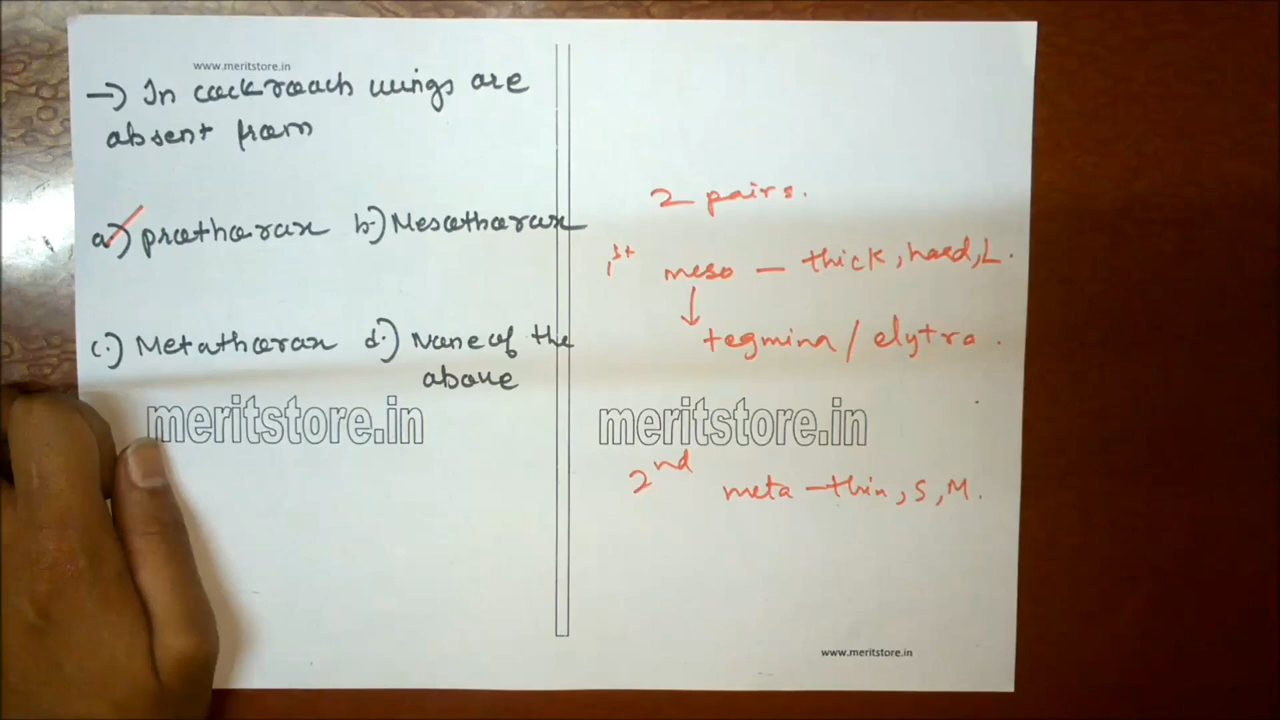 www.meritstore.in
→ In cockroach wings are
absent from
a) prothorax b.) Mesothorax
c.) Metathorax d.) None of the
above
meritstore.in
2 pairs.
1st meso – thick, hard, L.
↓
tegmina / elytra.
meritstore.in
2nd meta – thin, S, M.
www.meritstore.in